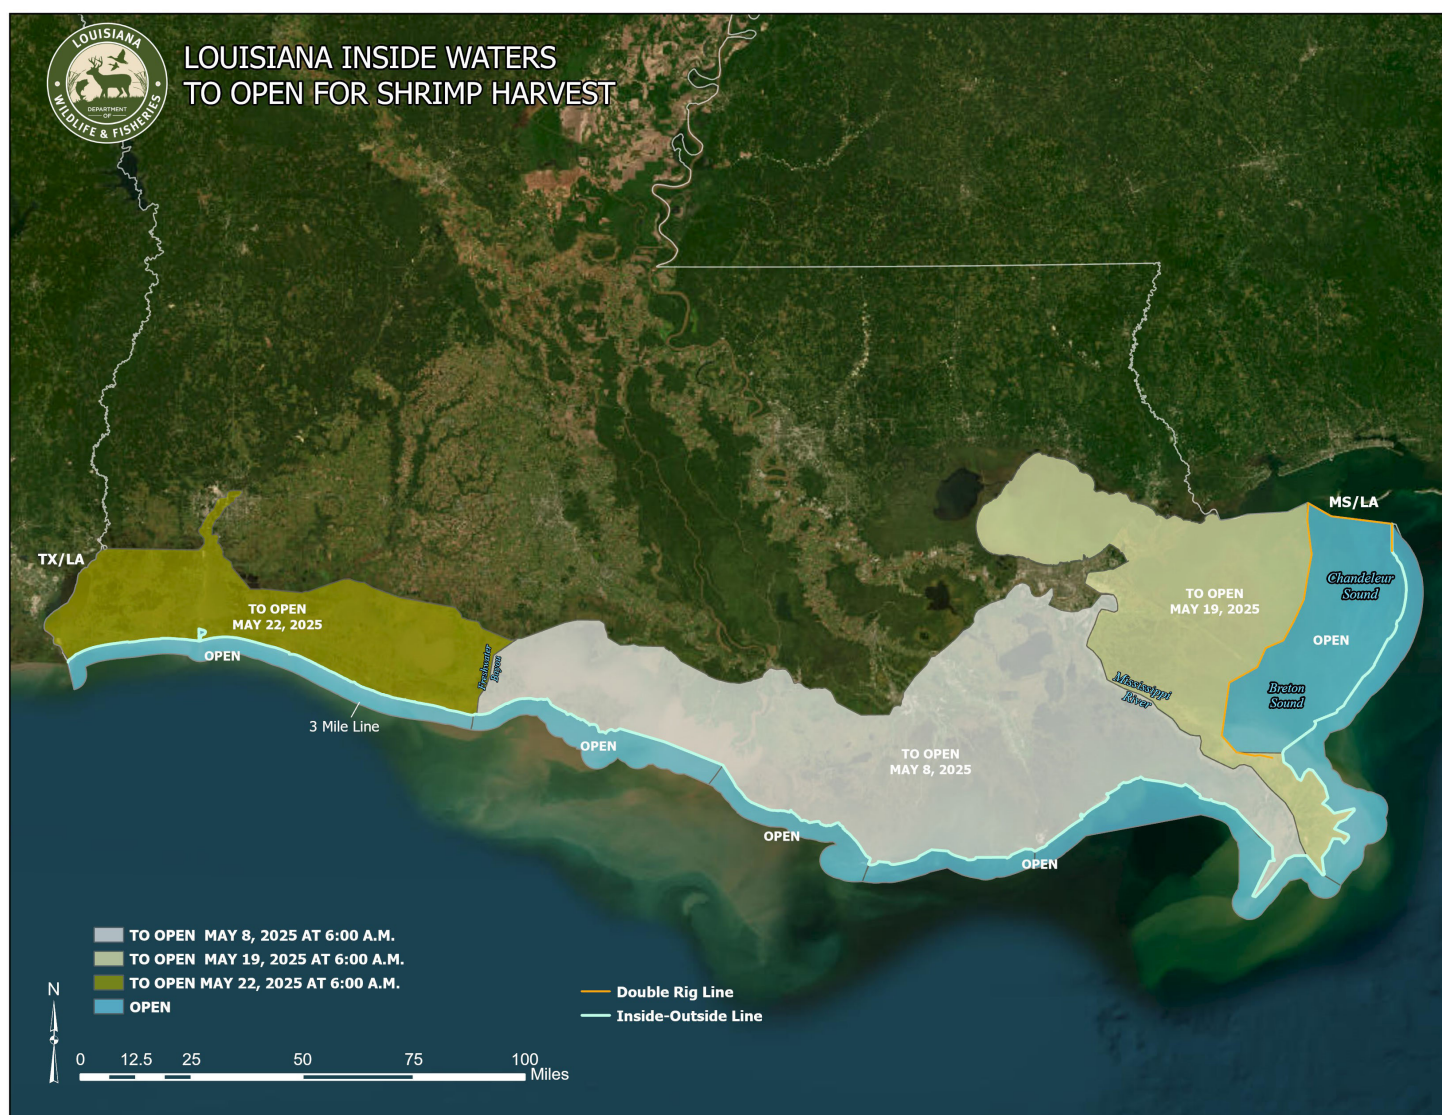 LOUISIANA
DEPARTMENT
OF
WILDLIFE & FISHERIES
LOUISIANA INSIDE WATERS
TO OPEN FOR SHRIMP HARVEST
MS/LA
TX/LA
Chandeleur
Sound
TO OPEN
MAY 19, 2025
TO OPEN
MAY 22, 2025
OPEN
OPEN
Freshwater
Bayou
Mississippi
River
Breton
Sound
3 Mile Line
OPEN
TO OPEN
MAY 8, 2025
OPEN
OPEN
TO OPEN MAY 8, 2025 AT 6:00 A.M.
TO OPEN MAY 19, 2025 AT 6:00 A.M.
TO OPEN MAY 22, 2025 AT 6:00 A.M.
OPEN
Double Rig Line
Inside-Outside Line
N
0 12.5 25 50 75 100
Miles